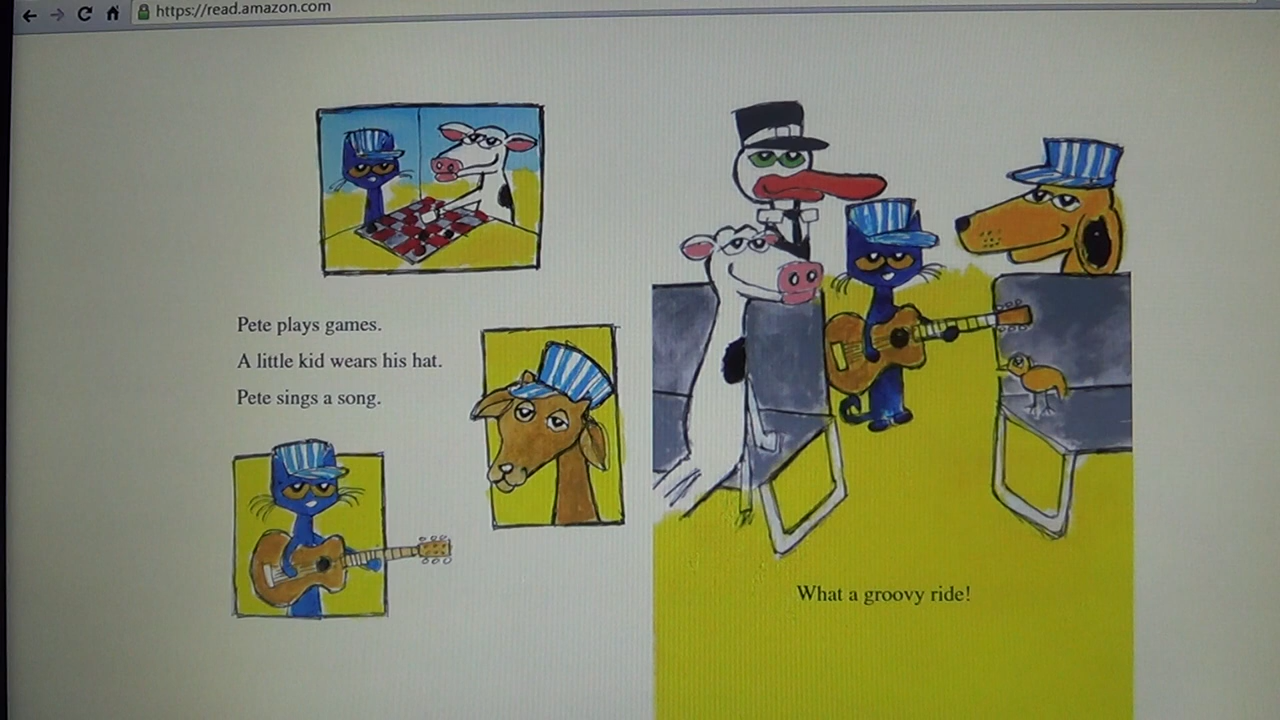 https://read.amazon.com
Pete plays games.
A little kid wears his hat.
Pete sings a song.
What a groovy ride!